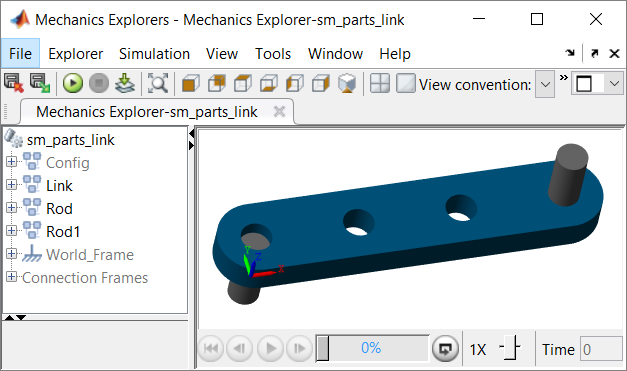 Mechanics Explorers - Mechanics Explorer-sm_parts_link
File Explorer Simulation View Tools Window Help
View convention: »
Mechanics Explorer-sm_parts_link
sm_parts_link
Config
Link
Rod
Rod1
World_Frame
Connection Frames
Y
Z
X
0% 1X Time 0